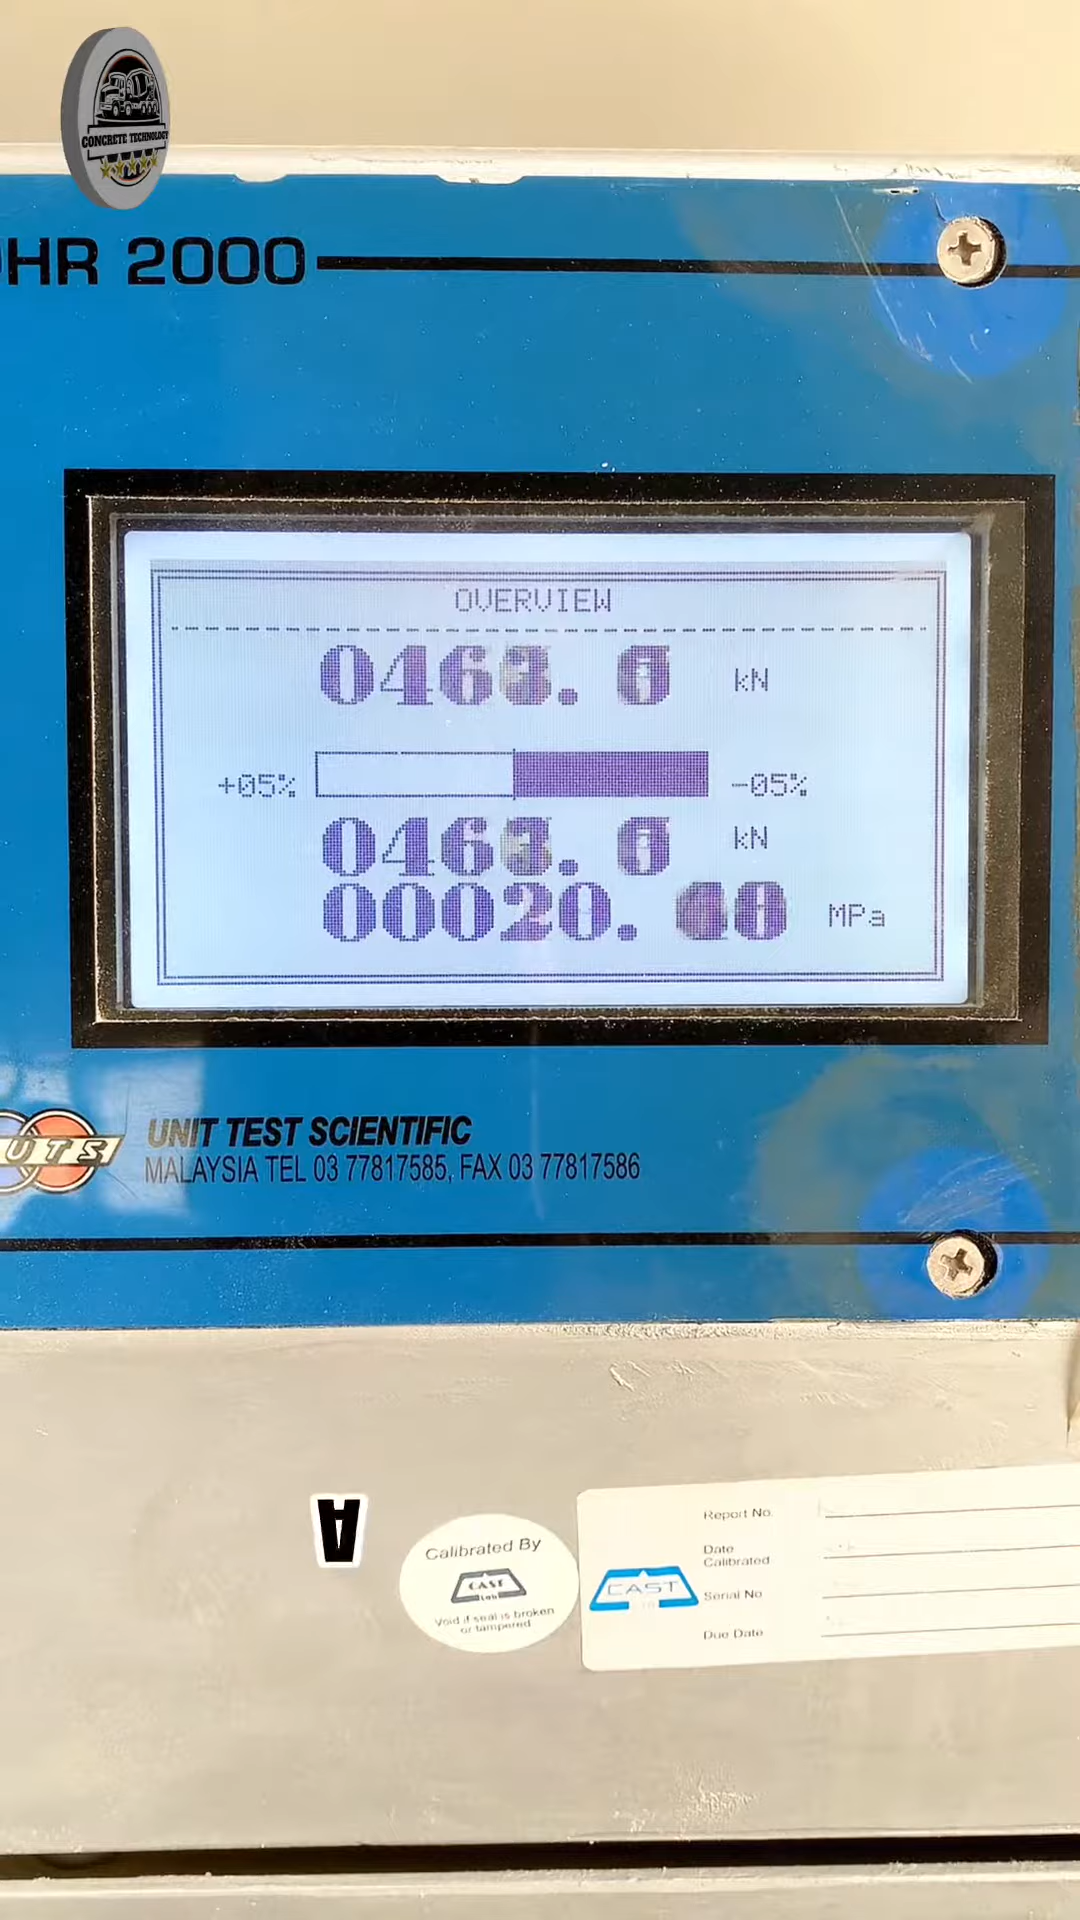 CONCRETE TECHNOLOGY
HR 2000
OVERVIEW
kN
+05%
-05%
kN
MPa
UTS
UNIT TEST SCIENTIFIC
MALAYSIA TEL 03 77817585, FAX 03 77817586
A
Calibrated By
CAST
Void if seal is broken
or tampered
CAST
Report No.
Date
Calibrated
Serial No
Due Date